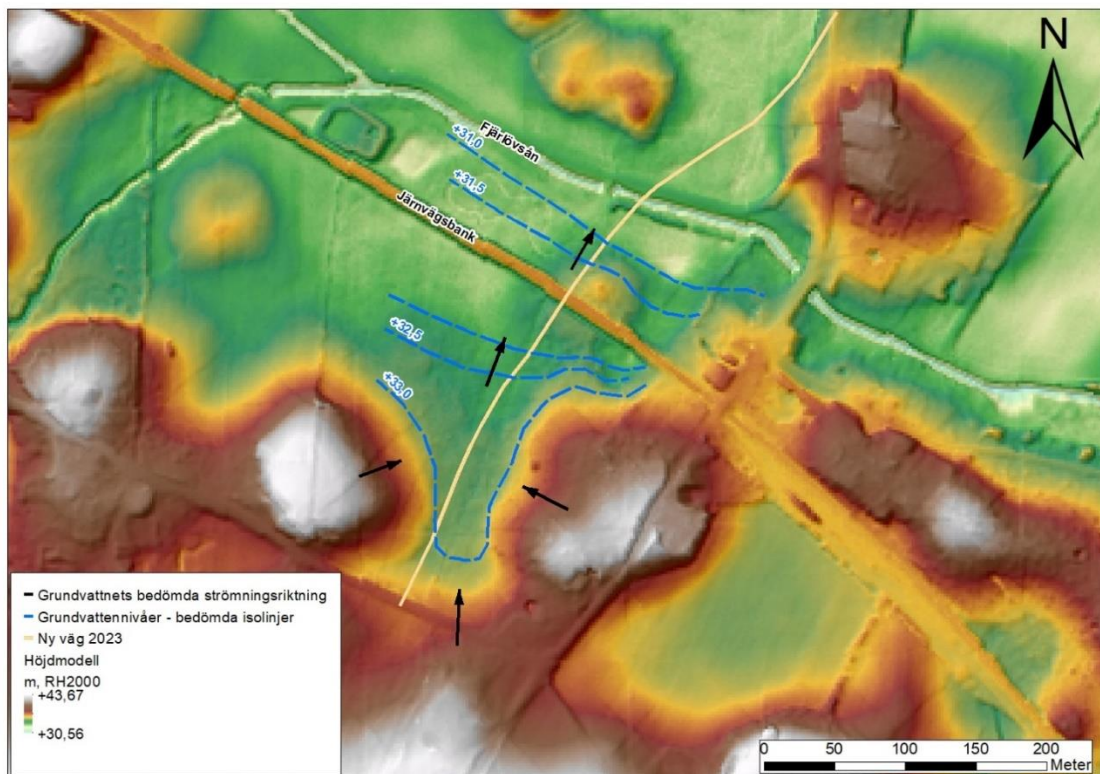 N
Fjärlövsån
+31,0
+31,5
Järnvägsbank
+32,5
+33,0
Grundvattnets bedömda strömningsriktning
Grundvattennivåer - bedömda isolinjer
Ny väg 2023
Höjdmodell
m, RH2000
+43,67
+30,56
0 50 100 150 200
Meter